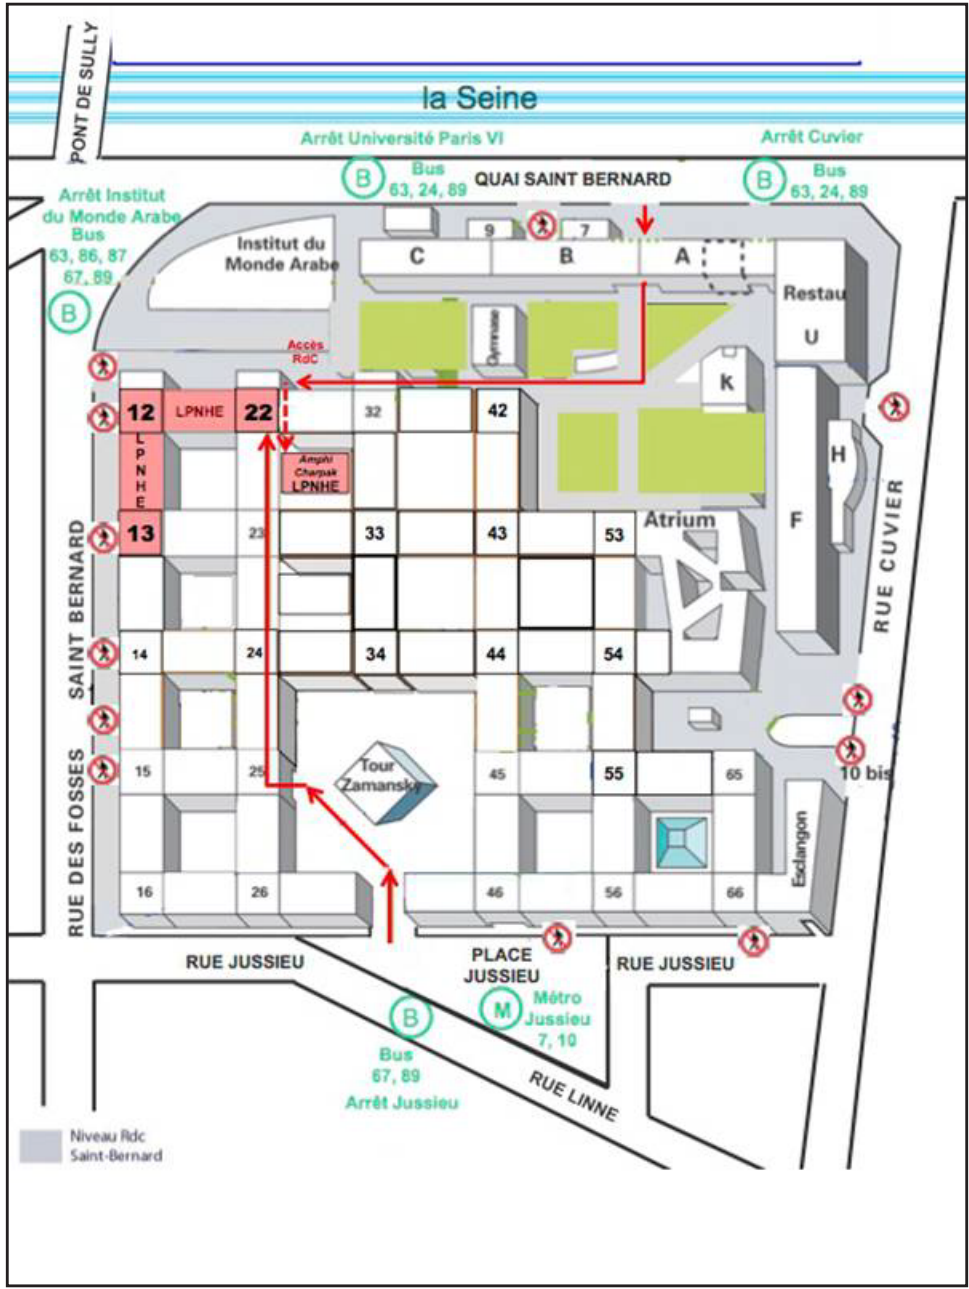 PONT DE SULLY
la Seine
Arrêt Université Paris VI
Arrêt Cuvier
B
Bus
63, 24, 89
QUAI SAINT BERNARD
B
Bus
63, 24, 89
Arrêt Institut
du Monde Arabe
Bus
63, 86, 87
67, 89
B
Institut du
Monde Arabe
9
7
C
B
A
Restau
U
Gymnase
K
H
F
Accès
RdC
12
LPNHE
22
32
42
LPNHE
Amphi
Charpak
LPNHE
13
23
33
43
53
Atrium
14
24
34
44
54
15
25
Tour
Zamansky
45
55
65
10 bis
16
26
46
56
66
Esclangon
RUE DES FOSSES SAINT BERNARD
RUE CUVIER
RUE JUSSIEU
PLACE
JUSSIEU
RUE JUSSIEU
B
Bus
67, 89
Arrêt Jussieu
M
Métro
Jussieu
7, 10
RUE LINNE
Niveau Rdc
Saint-Bernard